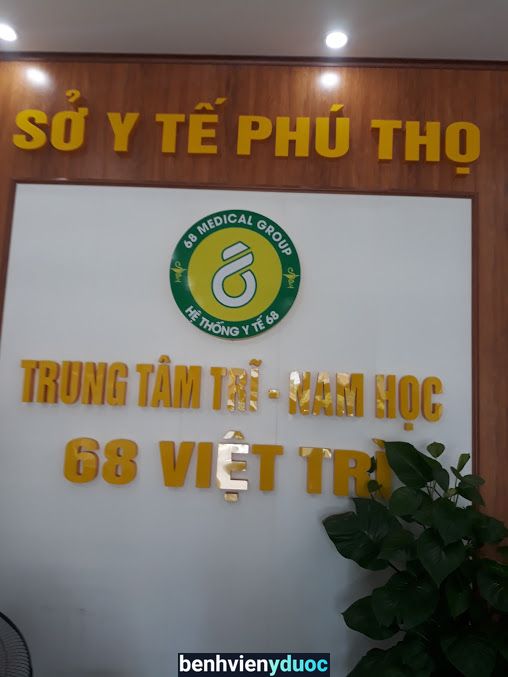 SỞ Y TẾ PHÚ THỌ
68 MEDICAL GROUP
HỆ THỐNG Y TẾ 68
TRUNG TÂM TRĨ - NAM HỌC
68 VIỆT TRÌ
benhvienyduoc